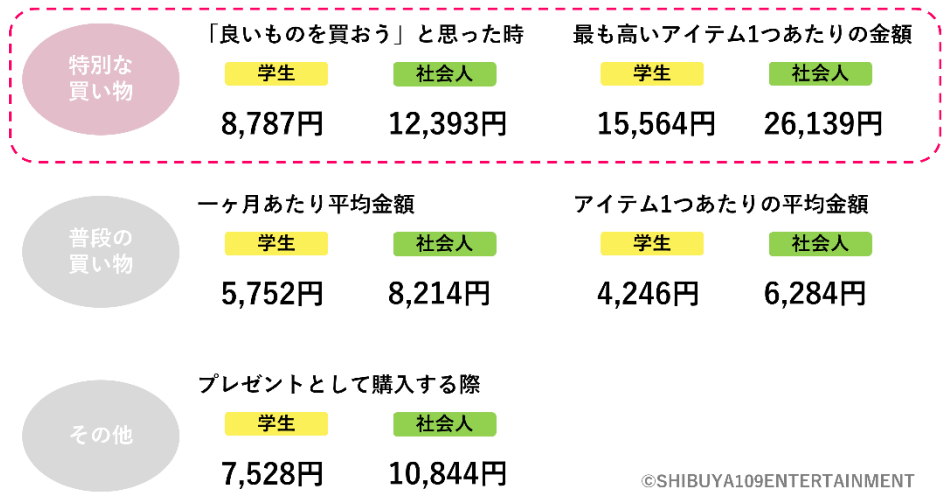 特別な
買い物
「良いものを買おう」と思った時
最も高いアイテム1つあたりの金額
学生
社会人
学生
社会人
8,787円
12,393円
15,564円
26,139円
普段の
買い物
一ヶ月あたり平均金額
アイテム1つあたりの平均金額
学生
社会人
学生
社会人
5,752円
8,214円
4,246円
6,284円
その他
プレゼントとして購入する際
学生
社会人
7,528円
10,844円
©SHIBUYA109ENTERTAINMENT